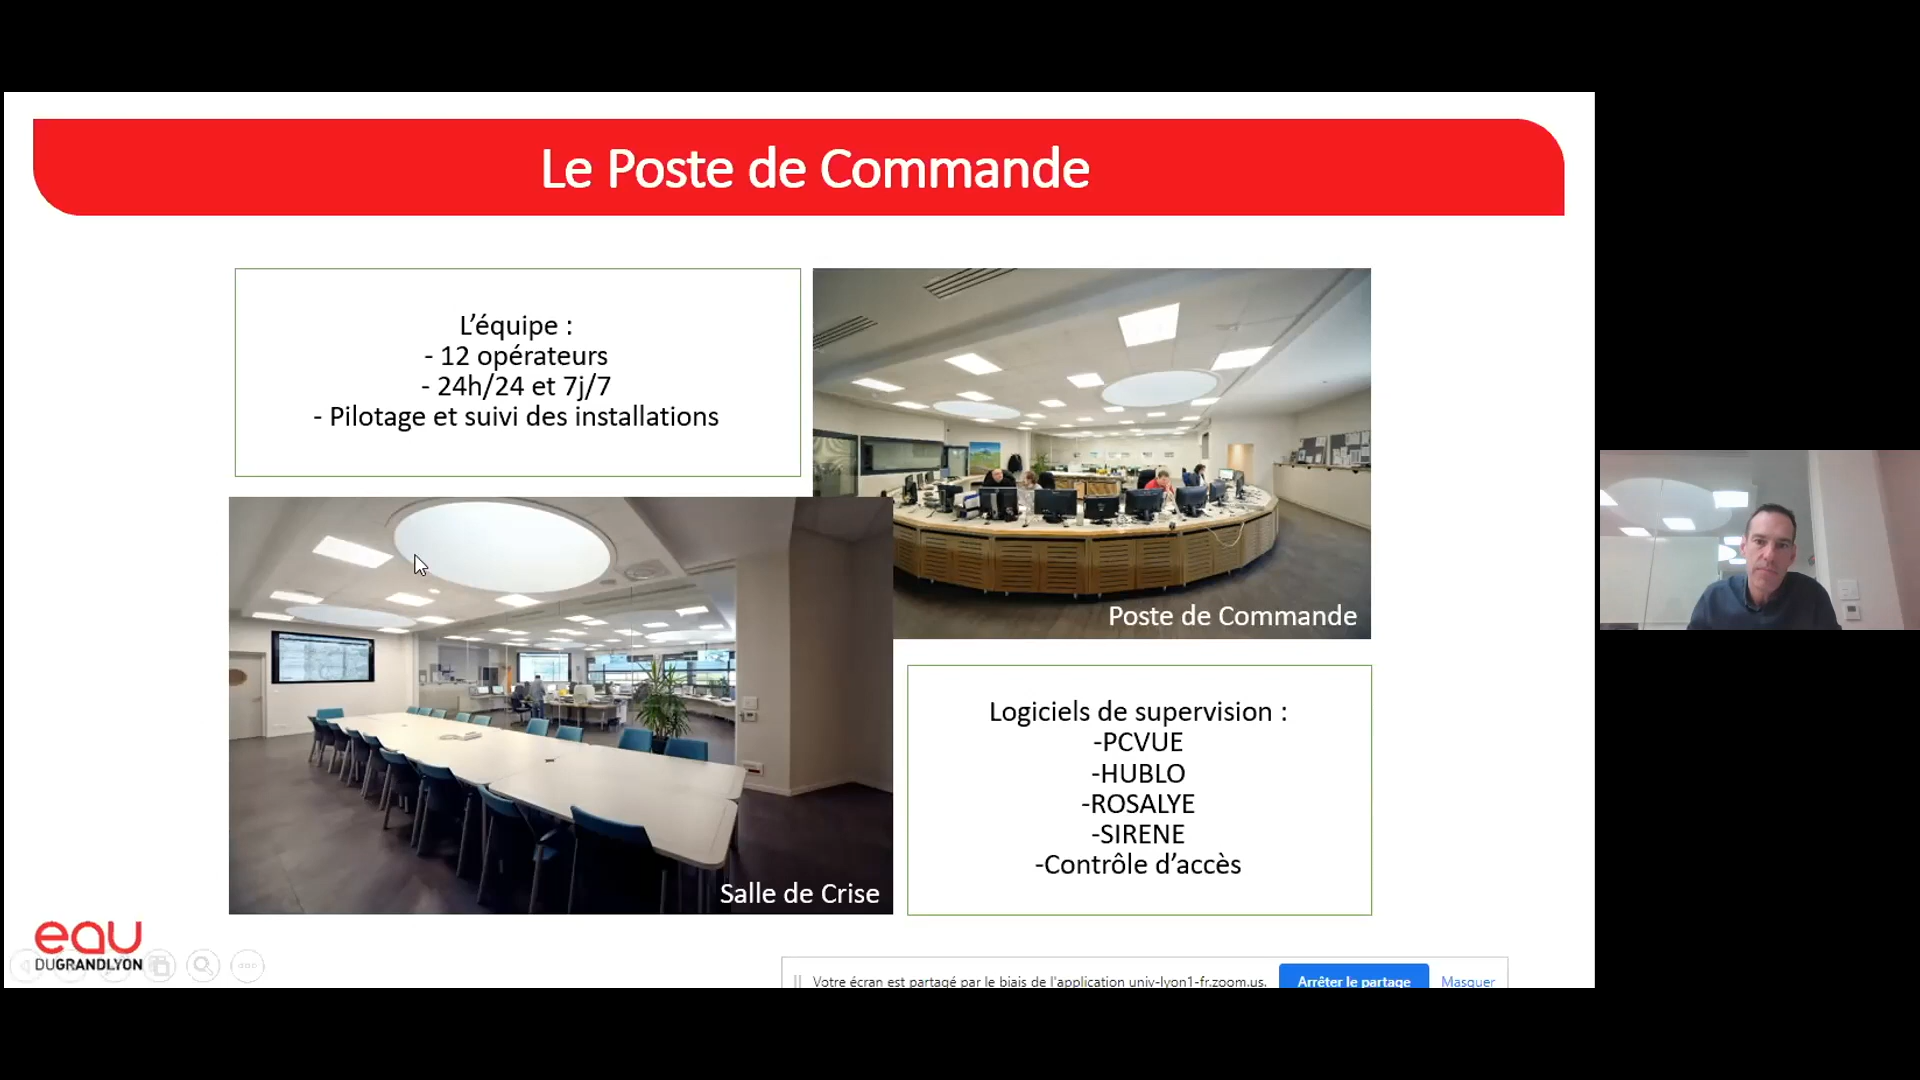 Le Poste de Commande
L'équipe :
- 12 opérateurs
- 24h/24 et 7j/7
- Pilotage et suivi des installations
Poste de Commande
Salle de Crise
Logiciels de supervision :
-PCVUE
-HUBLO
-ROSALYE
-SIRENE
-Contrôle d'accès
eau
DUGRANDLYON
Votre écran est partagé par le biais de l'application univ-lyon1-fr.zoom.us.
Arrêter le partage
Masquer